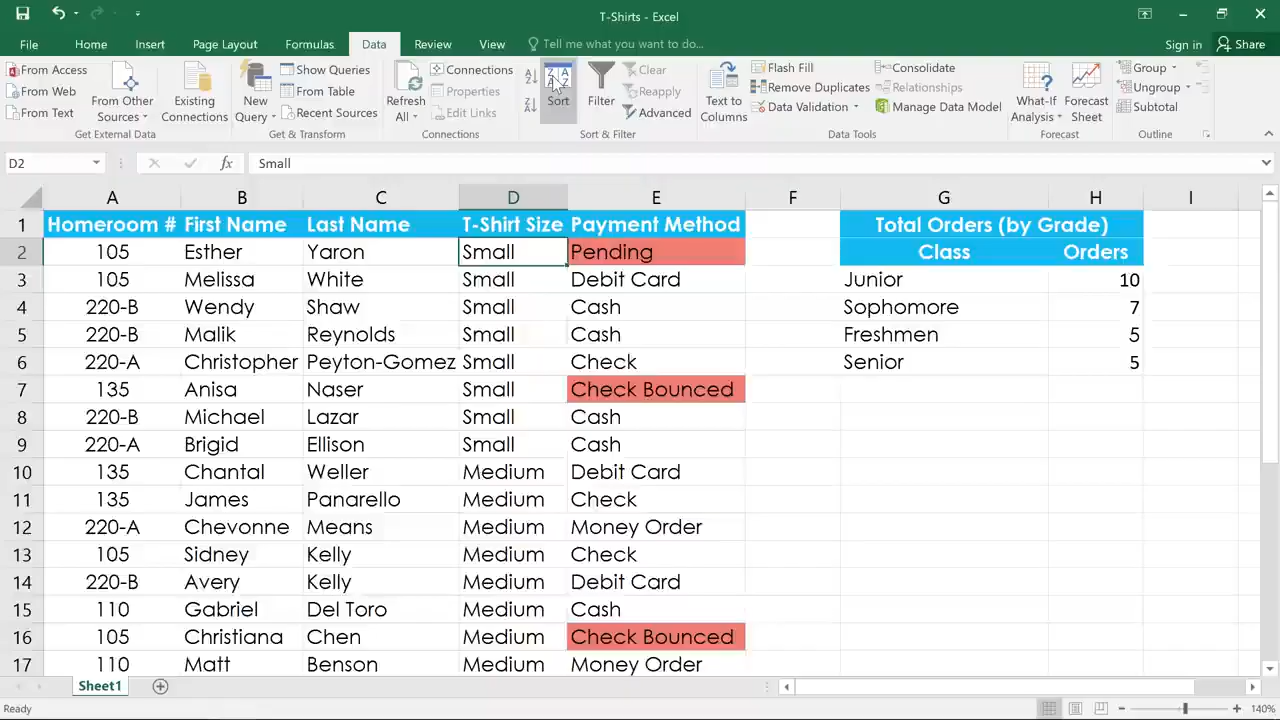 T-Shirts - Excel
File Home Insert Page Layout Formulas Data Review View Tell me what you want to do... Sign in Share
From Access
From Web
From Text
From Other Sources
Existing Connections
Get External Data
New Query
Show Queries
From Table
Recent Sources
Get & Transform
Refresh All
Connections
Properties
Edit Links
Connections
Sort
Filter
Clear
Reapply
Advanced
Sort & Filter
Text to Columns
Flash Fill
Remove Duplicates
Data Validation
Consolidate
Relationships
Manage Data Model
Data Tools
What-If Analysis
Forecast Sheet
Forecast
Group
Ungroup
Subtotal
Outline
D2 fx Small
A B C D E F G H I
1 Homeroom # First Name Last Name T-Shirt Size Payment Method Total Orders (by Grade)
2 105 Esther Yaron Small Pending Class Orders
3 105 Melissa White Small Debit Card Junior 10
4 220-B Wendy Shaw Small Cash Sophomore 7
5 220-B Malik Reynolds Small Cash Freshmen 5
6 220-A Christopher Peyton-Gomez Small Check Senior 5
7 135 Anisa Naser Small Check Bounced
8 220-B Michael Lazar Small Cash
9 220-A Brigid Ellison Small Cash
10 135 Chantal Weller Medium Debit Card
11 135 James Panarello Medium Check
12 220-A Chevonne Means Medium Money Order
13 105 Sidney Kelly Medium Check
14 220-B Avery Kelly Medium Debit Card
15 110 Gabriel Del Toro Medium Cash
16 105 Christiana Chen Medium Check Bounced
17 110 Matt Benson Medium Money Order
Sheet1
Ready 140%